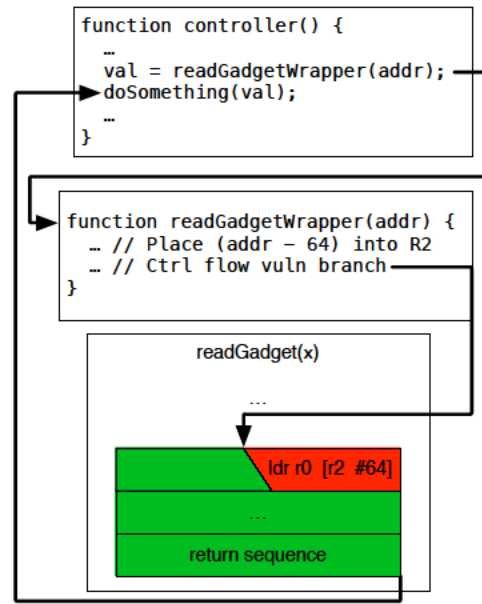 function controller() {
…
val = readGadgetWrapper(addr);
doSomething(val);
…
}
function readGadgetWrapper(addr) {
… // Place (addr – 64) into R2
… // Ctrl flow vuln branch
}
readGadget(x)
…
ldr r0 [r2 #64]
…
return sequence